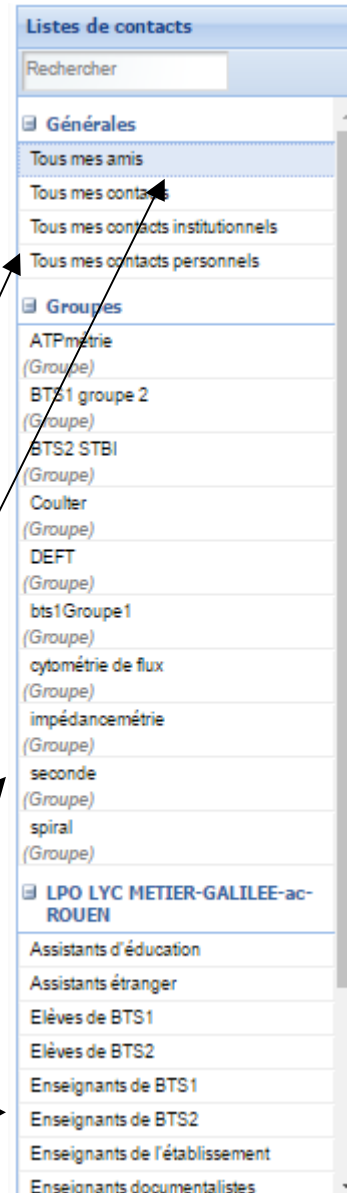 Listes de contacts
Rechercher
Générales
Tous mes amis
Tous mes contacts
Tous mes contacts institutionnels
Tous mes contacts personnels
Groupes
ATPmétrie
(Groupe)
BTS1 groupe 2
(Groupe)
BTS2 STBI
(Groupe)
Coulter
(Groupe)
DEFT
(Groupe)
bts1Groupe1
(Groupe)
cytométrie de flux
(Groupe)
impédancemétrie
(Groupe)
seconde
(Groupe)
spiral
(Groupe)
LPO LYC METIER-GALILEE-ac-
ROUEN
Assistants d'éducation
Assistants étranger
Elèves de BTS1
Elèves de BTS2
Enseignants de BTS1
Enseignants de BTS2
Enseignants de l'établissement
Enseignants documentalistes